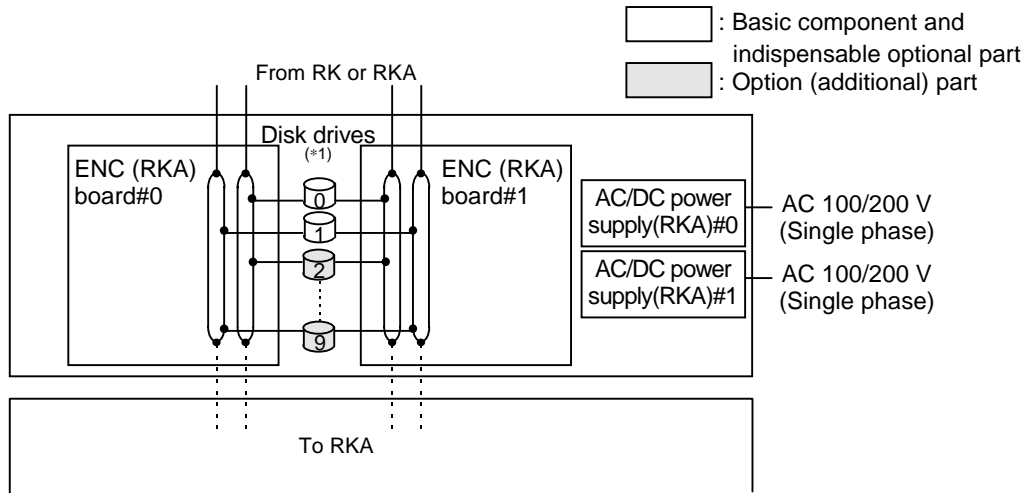 : Basic component and
indispensable optional part
: Option (additional) part
From RK or RKA
Disk drives
(*1)
ENC (RKA)
board#0
ENC (RKA)
board#1
0
1
2
9
AC/DC power
supply(RKA)#0
AC 100/200 V
(Single phase)
AC/DC power
supply(RKA)#1
AC 100/200 V
(Single phase)
To RKA